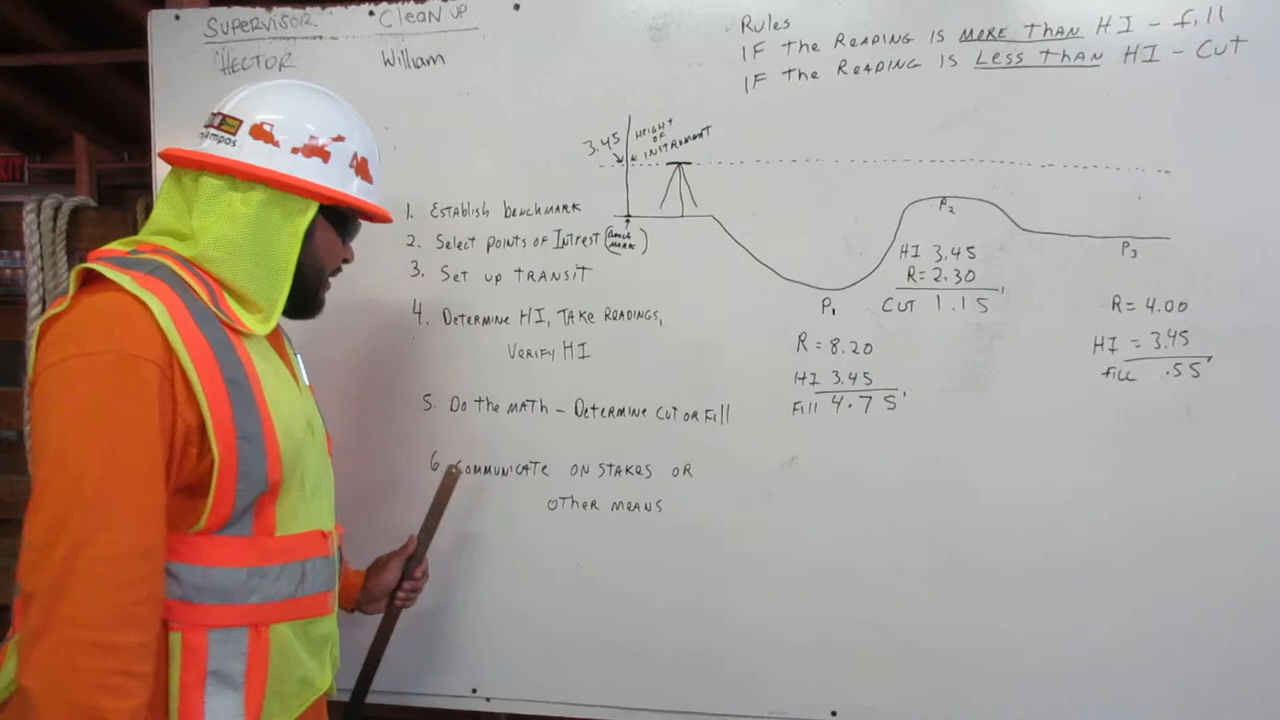 SUPERVISOR
CLEAN UP
HECTOR
William
Rules
IF the READING IS MORE THAN HI - fill
IF the READING IS LESS THAN HI - CUT
3.45
HEIGHT
OF
INSTRUMENT
1. ESTABLISH BENCHMARK
2. SELECT POINTS OF INTREST (BENCH
MARK)
3. SET UP TRANSIT
4. DETERMINE HI, TAKE READINGS,
VERIFY HI
5. DO THE MATH - DETERMINE CUT OR FILL
6. COMMUNICATE ON STAKES OR
OTHER MEANS
P1
R = 8.20
HI 3.45
Fill 4.75'
P2
HI 3.45
R = 2.30
CUT 1.15'
P3
R = 4.00
HI = 3.45
fill .55'